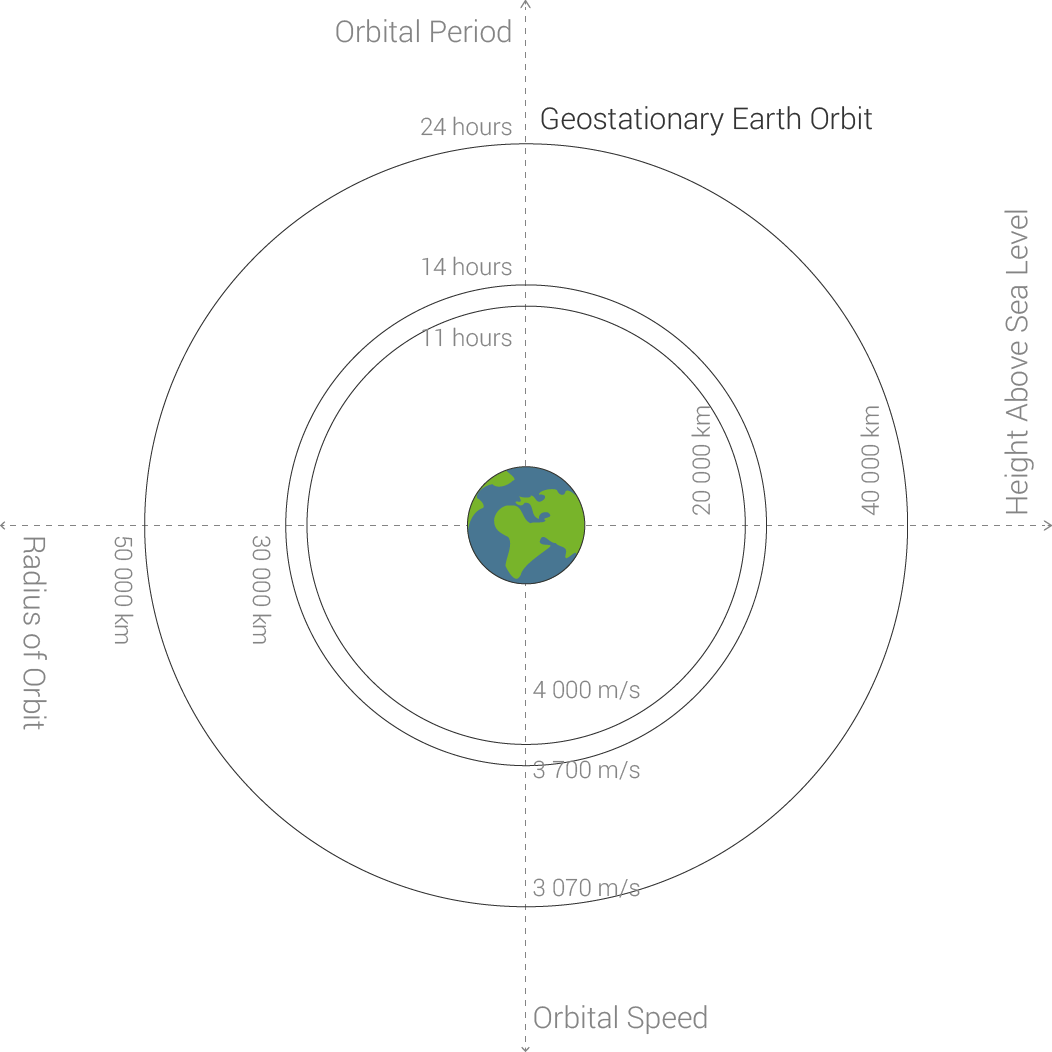 Orbital Period
Geostationary Earth Orbit
24 hours
14 hours
11 hours
Height Above Sea Level
20 000 km
40 000 km
50 000 km
30 000 km
Radius of Orbit
4 000 m/s
3 700 m/s
3 070 m/s
Orbital Speed